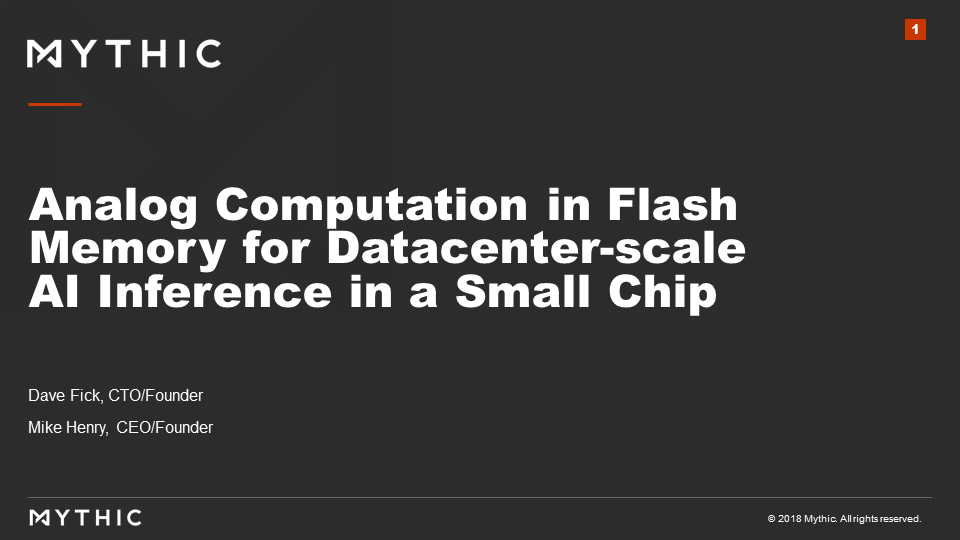 1
MYTHIC
Analog Computation in Flash
Memory for Datacenter-scale
AI Inference in a Small Chip
Dave Fick, CTO/Founder
Mike Henry, CEO/Founder
MYTHIC
© 2018 Mythic. All rights reserved.